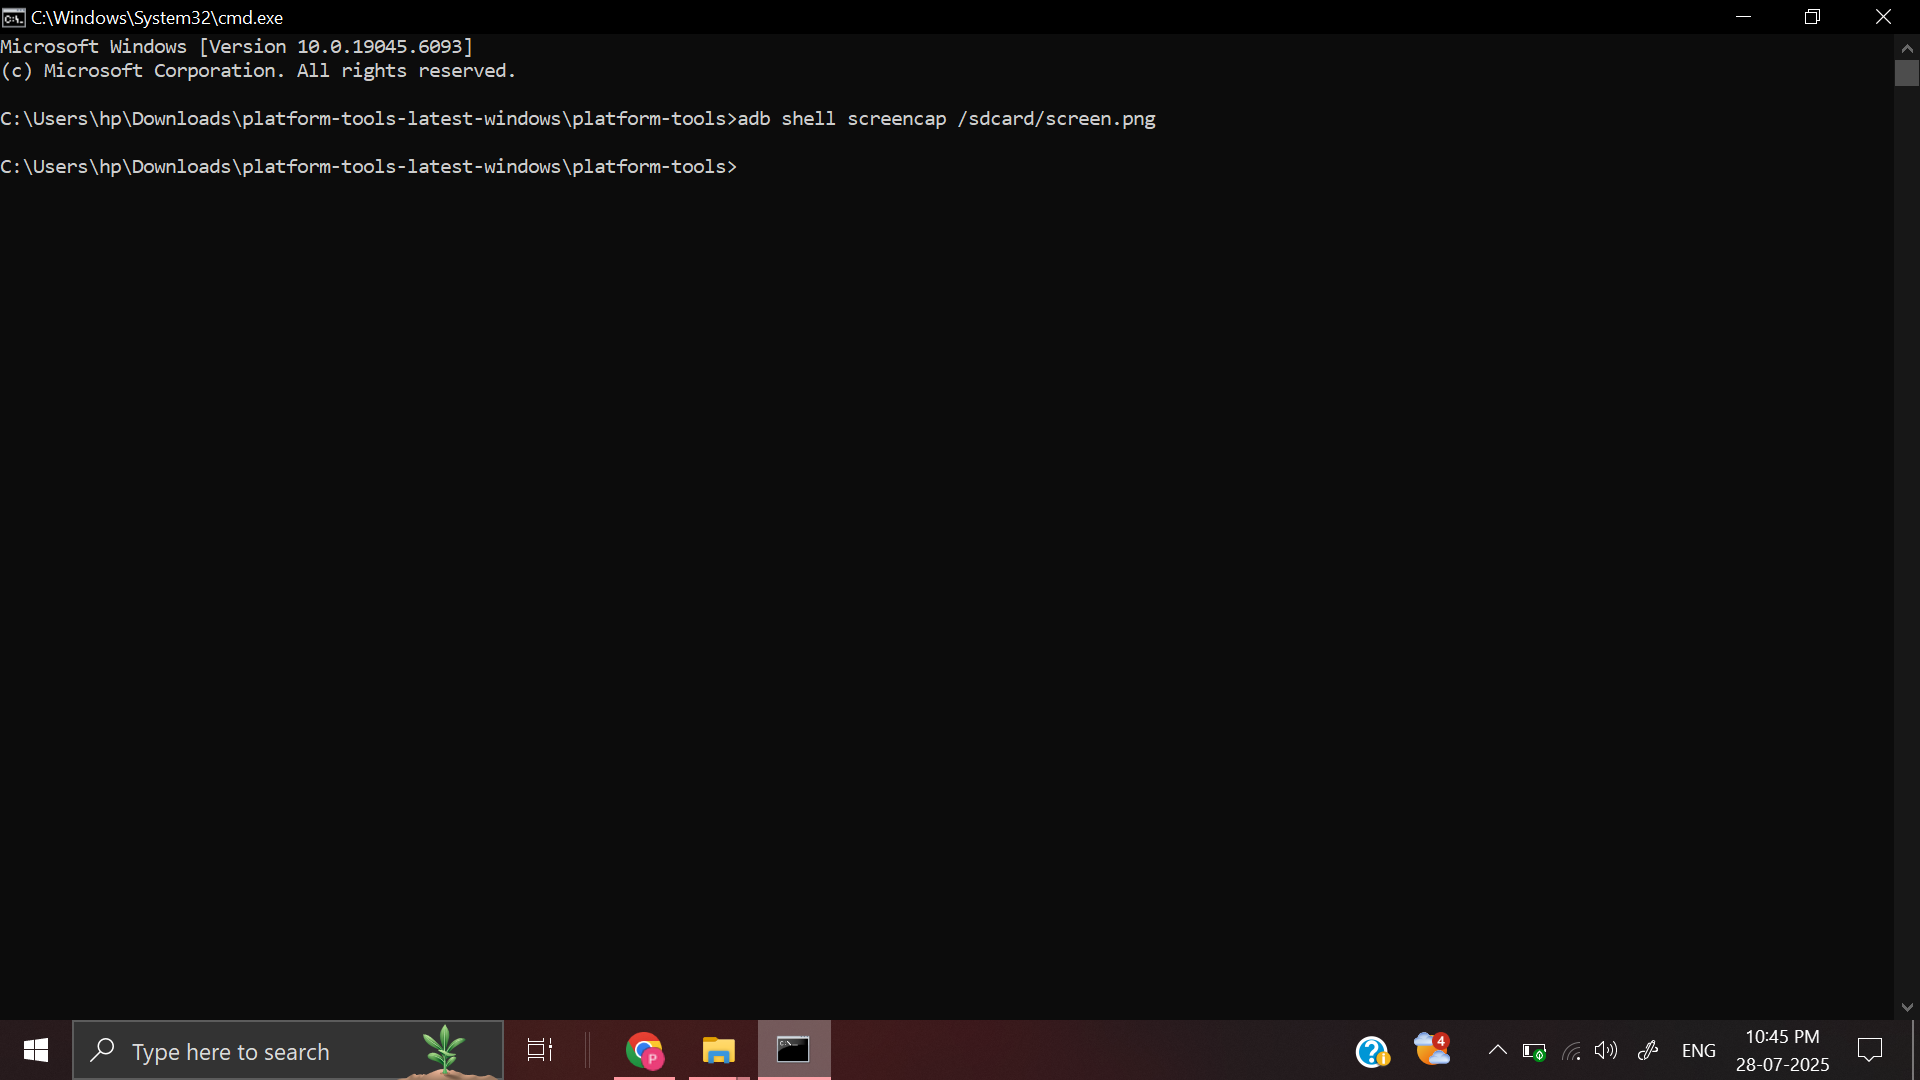 C:\Windows\System32\cmd.exe
Microsoft Windows [Version 10.0.19045.6093]
(c) Microsoft Corporation. All rights reserved.
C:\Users\hp\Downloads\platform-tools-latest-windows\platform-tools>adb shell screencap /sdcard/screen.png
C:\Users\hp\Downloads\platform-tools-latest-windows\platform-tools>
Type here to search
P
4
ENG
10:45 PM
28-07-2025